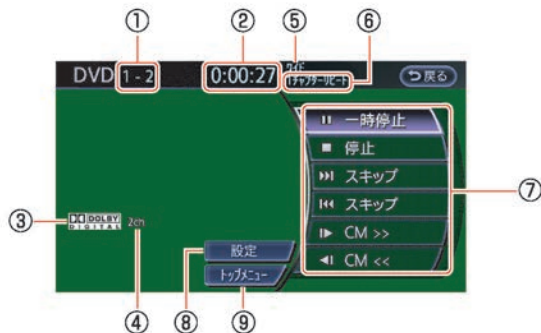 ① ② ⑤ ⑥
DVD 1 - 2 0:00:27 ワイド
1チャプターリピート
戻る
一時停止
停止
スキップ
スキップ
CM >>
CM <<
⑦
③ DOLBY DIGITAL 2ch
設定
トップメニュー
④ ⑧ ⑨